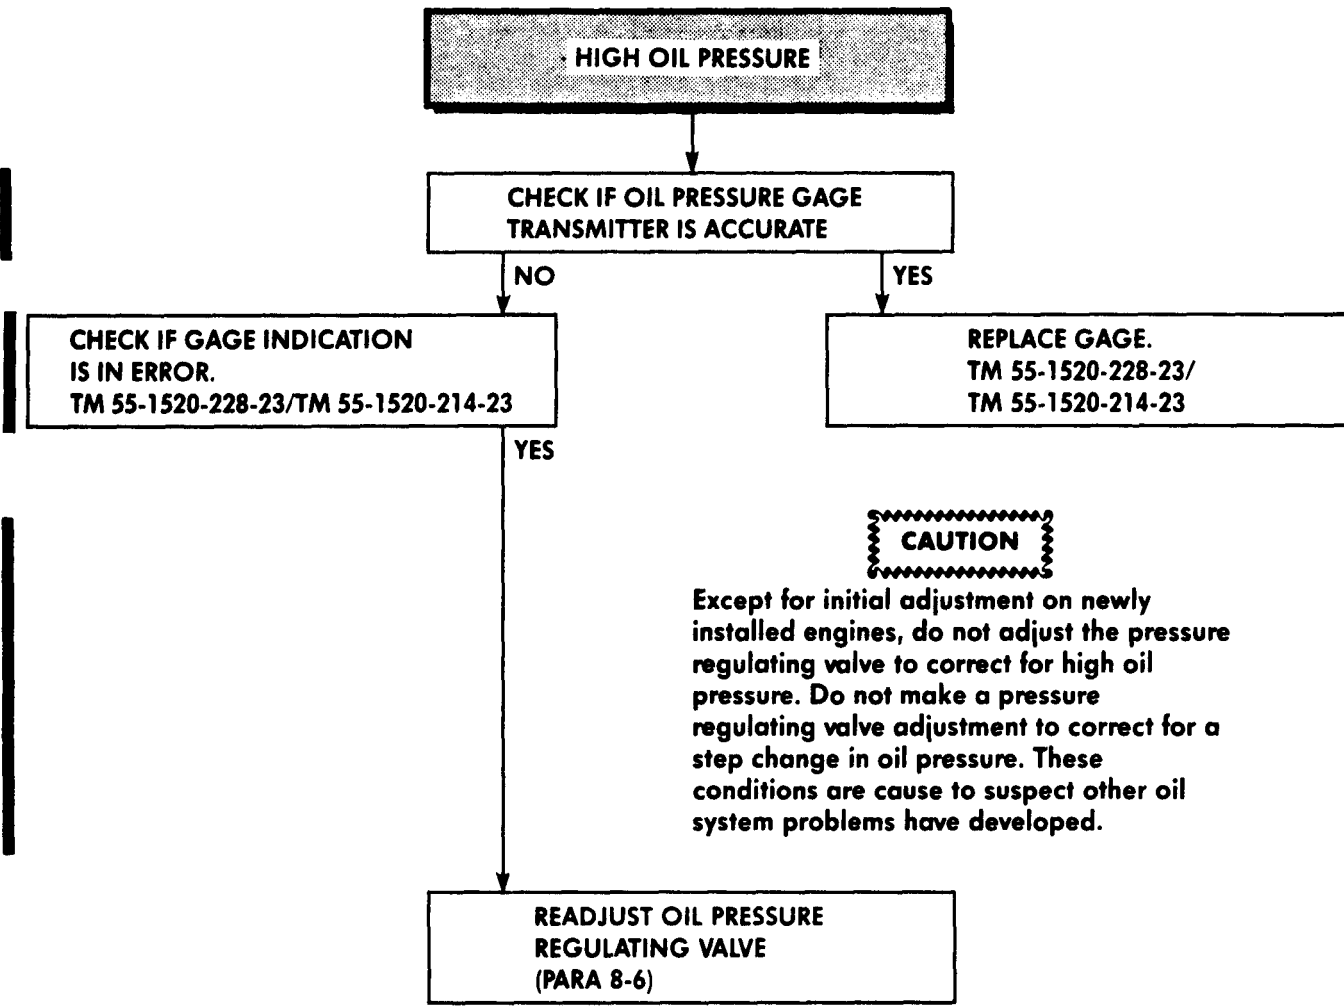 HIGH OIL PRESSURE
CHECK IF OIL PRESSURE GAGE
TRANSMITTER IS ACCURATE
NO
YES
CHECK IF GAGE INDICATION
IS IN ERROR.
TM 55-1520-228-23/TM 55-1520-214-23
REPLACE GAGE.
TM 55-1520-228-23/
TM 55-1520-214-23
YES
CAUTION
Except for initial adjustment on newly
installed engines, do not adjust the pressure
regulating valve to correct for high oil
pressure. Do not make a pressure
regulating valve adjustment to correct for a
step change in oil pressure. These
conditions are cause to suspect other oil
system problems have developed.
READJUST OIL PRESSURE
REGULATING VALVE
(PARA 8-6)